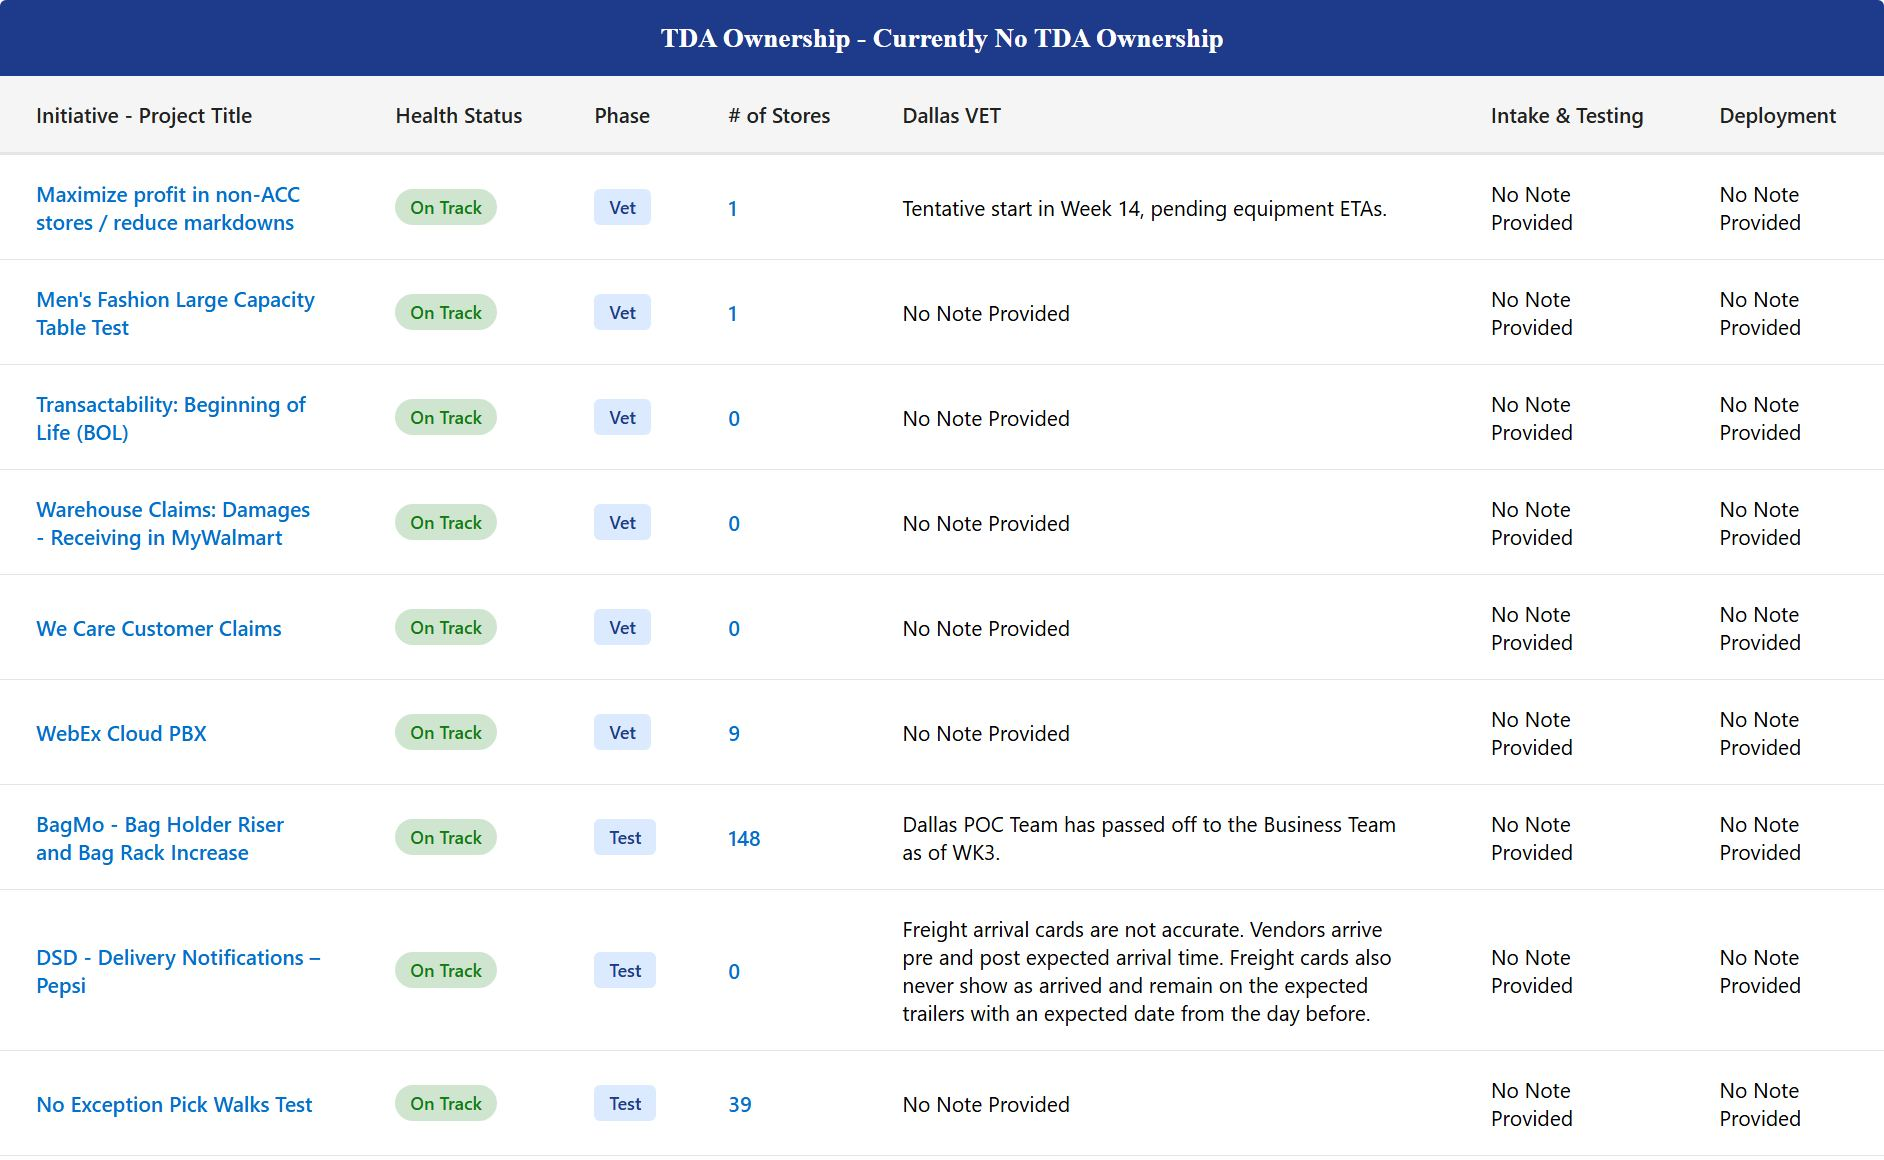 TDA Ownership - Currently No TDA Ownership
Initiative - Project Title
Health Status
Phase
# of Stores
Dallas VET
Intake & Testing
Deployment
Maximize profit in non-ACC
stores / reduce markdowns
On Track
Vet
1
Tentative start in Week 14, pending equipment ETAs.
No Note
Provided
No Note
Provided
Men's Fashion Large Capacity
Table Test
On Track
Vet
1
No Note Provided
No Note
Provided
No Note
Provided
Transactability: Beginning of
Life (BOL)
On Track
Vet
0
No Note Provided
No Note
Provided
No Note
Provided
Warehouse Claims: Damages
- Receiving in MyWalmart
On Track
Vet
0
No Note Provided
No Note
Provided
No Note
Provided
We Care Customer Claims
On Track
Vet
0
No Note Provided
No Note
Provided
No Note
Provided
WebEx Cloud PBX
On Track
Vet
9
No Note Provided
No Note
Provided
No Note
Provided
BagMo - Bag Holder Riser
and Bag Rack Increase
On Track
Test
148
Dallas POC Team has passed off to the Business Team
as of WK3.
No Note
Provided
No Note
Provided
DSD - Delivery Notifications –
Pepsi
On Track
Test
0
Freight arrival cards are not accurate. Vendors arrive
pre and post expected arrival time. Freight cards also
never show as arrived and remain on the expected
trailers with an expected date from the day before.
No Note
Provided
No Note
Provided
No Exception Pick Walks Test
On Track
Test
39
No Note Provided
No Note
Provided
No Note
Provided